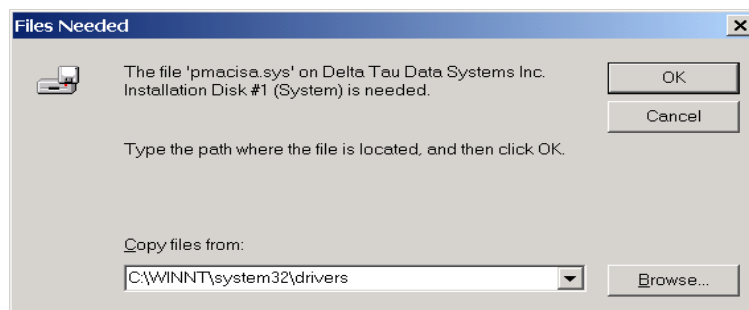 Files Needed
The file 'pmacisa.sys' on Delta Tau Data Systems Inc.
Installation Disk #1 (System) is needed.
OK
Cancel
Type the path where the file is located, and then click OK.
Copy files from:
C:\WINNT\system32\drivers
Browse...